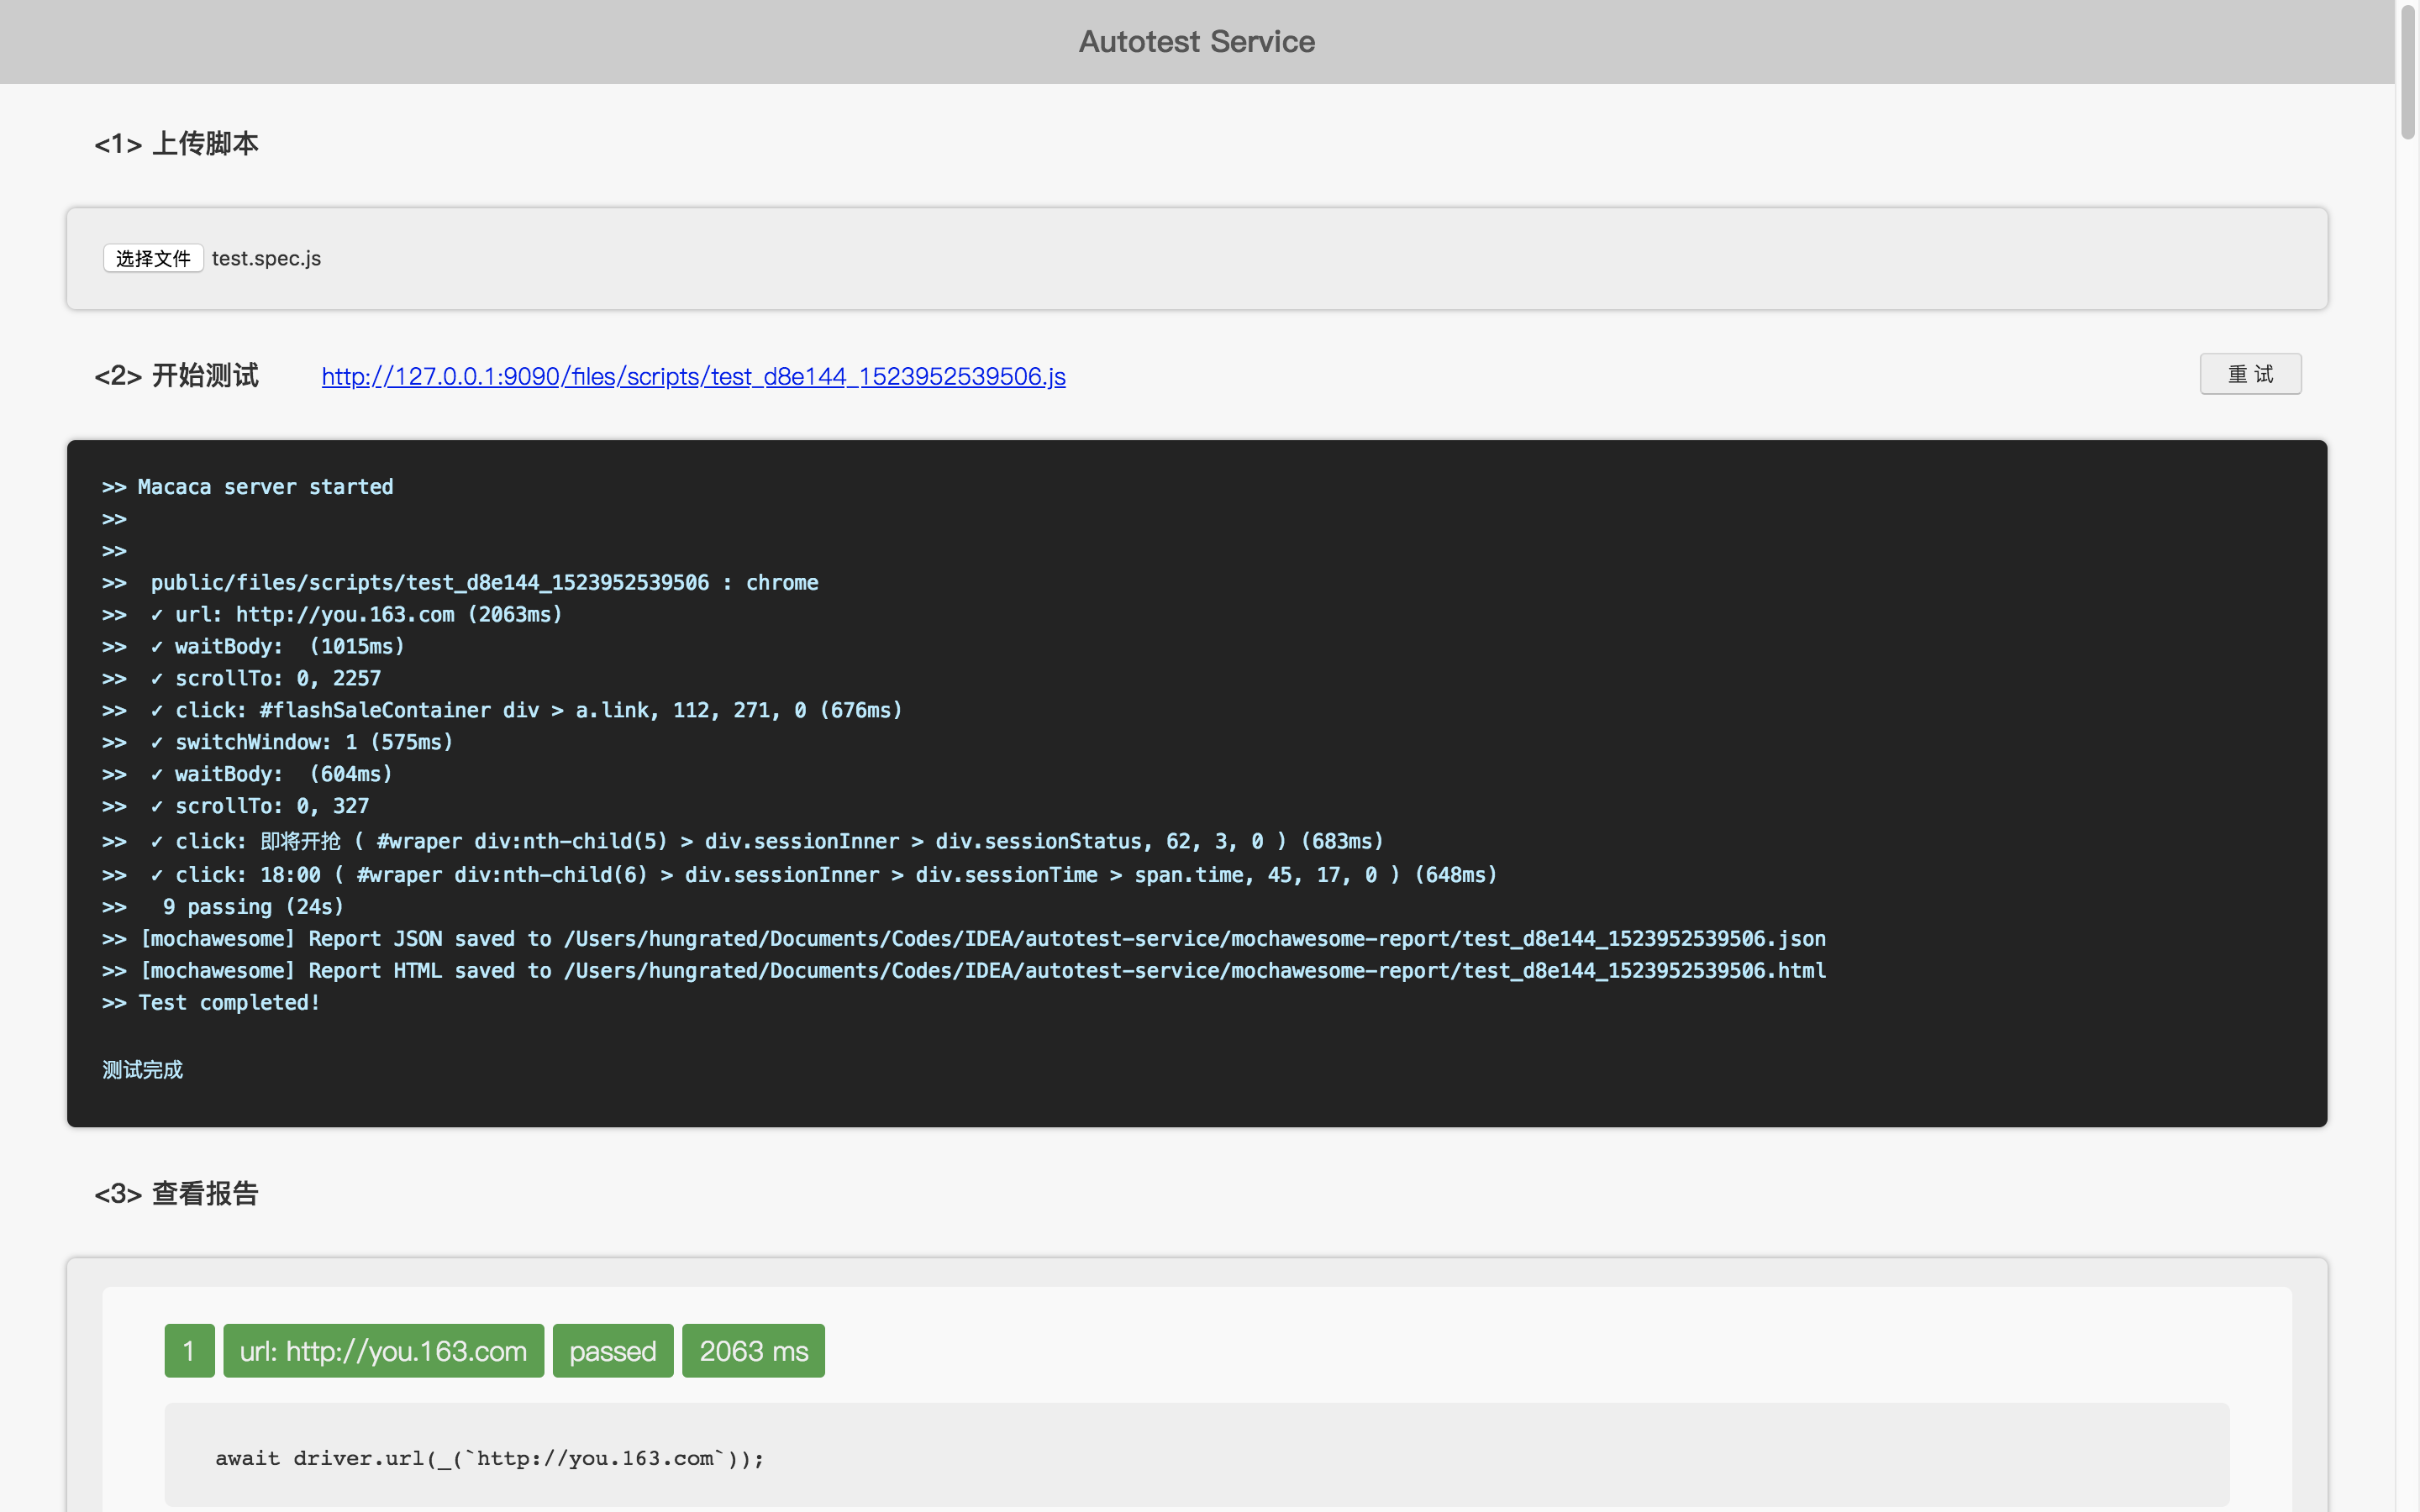 Autotest Service
<1> 上传脚本
选择文件 test.spec.js
<2> 开始测试 http://127.0.0.1:9090/files/scripts/test_d8e144_1523952539506.js 重 试
>> Macaca server started
>>
>>
>> public/files/scripts/test_d8e144_1523952539506 : chrome
>> ✓ url: http://you.163.com (2063ms)
>> ✓ waitBody: (1015ms)
>> ✓ scrollTo: 0, 2257
>> ✓ click: #flashSaleContainer div > a.link, 112, 271, 0 (676ms)
>> ✓ switchWindow: 1 (575ms)
>> ✓ waitBody: (604ms)
>> ✓ scrollTo: 0, 327
>> ✓ click: 即将开抢 ( #wraper div:nth-child(5) > div.sessionInner > div.sessionStatus, 62, 3, 0 ) (683ms)
>> ✓ click: 18:00 ( #wraper div:nth-child(6) > div.sessionInner > div.sessionTime > span.time, 45, 17, 0 ) (648ms)
>> 9 passing (24s)
>> [mochawesome] Report JSON saved to /Users/hungrated/Documents/Codes/IDEA/autotest-service/mochawesome-report/test_d8e144_1523952539506.json
>> [mochawesome] Report HTML saved to /Users/hungrated/Documents/Codes/IDEA/autotest-service/mochawesome-report/test_d8e144_1523952539506.html
>> Test completed!
测试完成
<3> 查看报告
1 url: http://you.163.com passed 2063 ms
await driver.url(_(`http://you.163.com`));